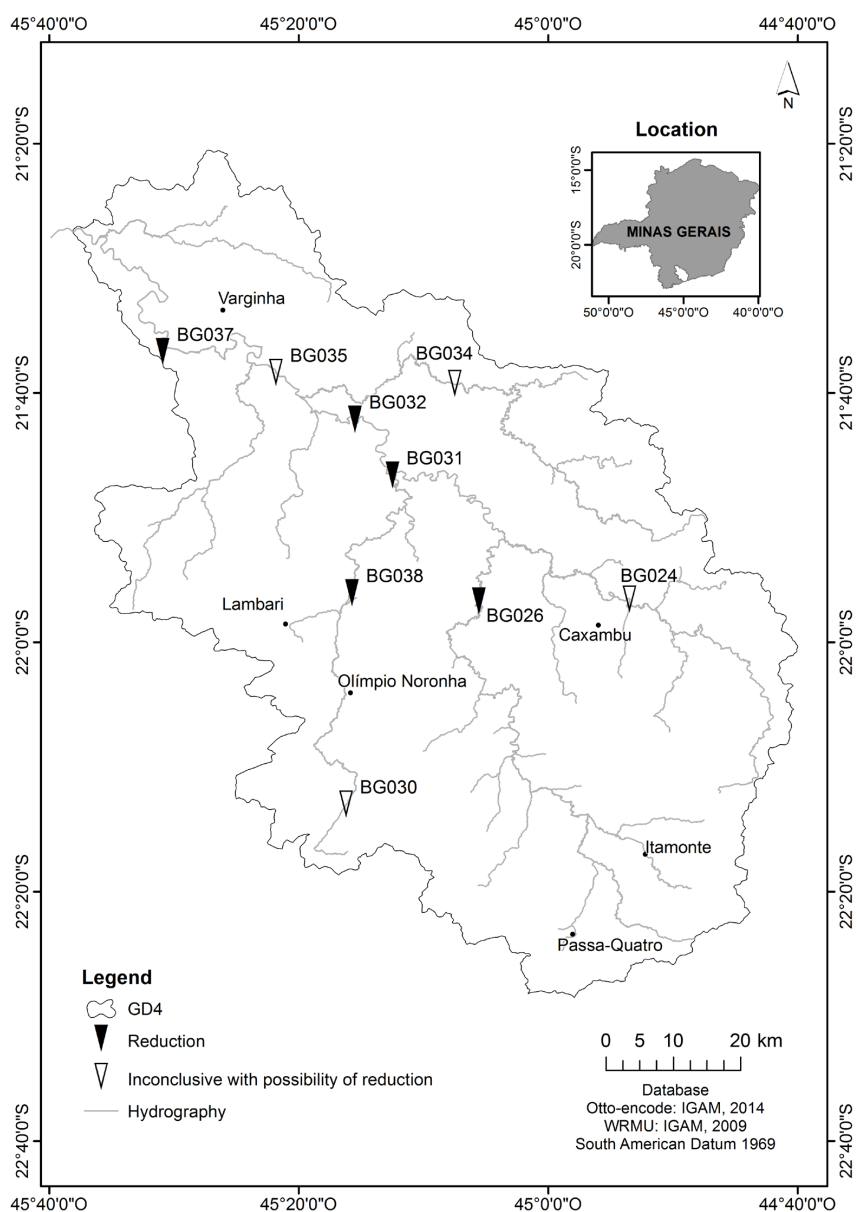 45°40'0"O 45°20'0"O 45°0'0"O 44°40'0"O
N
21°20'0"S
21°20'0"S
Location
15°0'0"S
20°0'0"S
MINAS GERAIS
50°0'0"O 45°0'0"O 40°0'0"O
Varginha
BG037
BG035
BG034
21°40'0"S
21°40'0"S
BG032
BG031
BG038
BG024
Lambari
BG026
Caxambu
22°0'0"S
22°0'0"S
Olímpio Noronha
BG030
Itamonte
22°20'0"S
22°20'0"S
Passa-Quatro
Legend
GD4
Reduction
Inconclusive with possibility of reduction
Hydrography
0 5 10 20 km
Database
Otto-encode: IGAM, 2014
WRMU: IGAM, 2009
South American Datum 1969
22°40'0"S
22°40'0"S
45°40'0"O 45°20'0"O 45°0'0"O 44°40'0"O